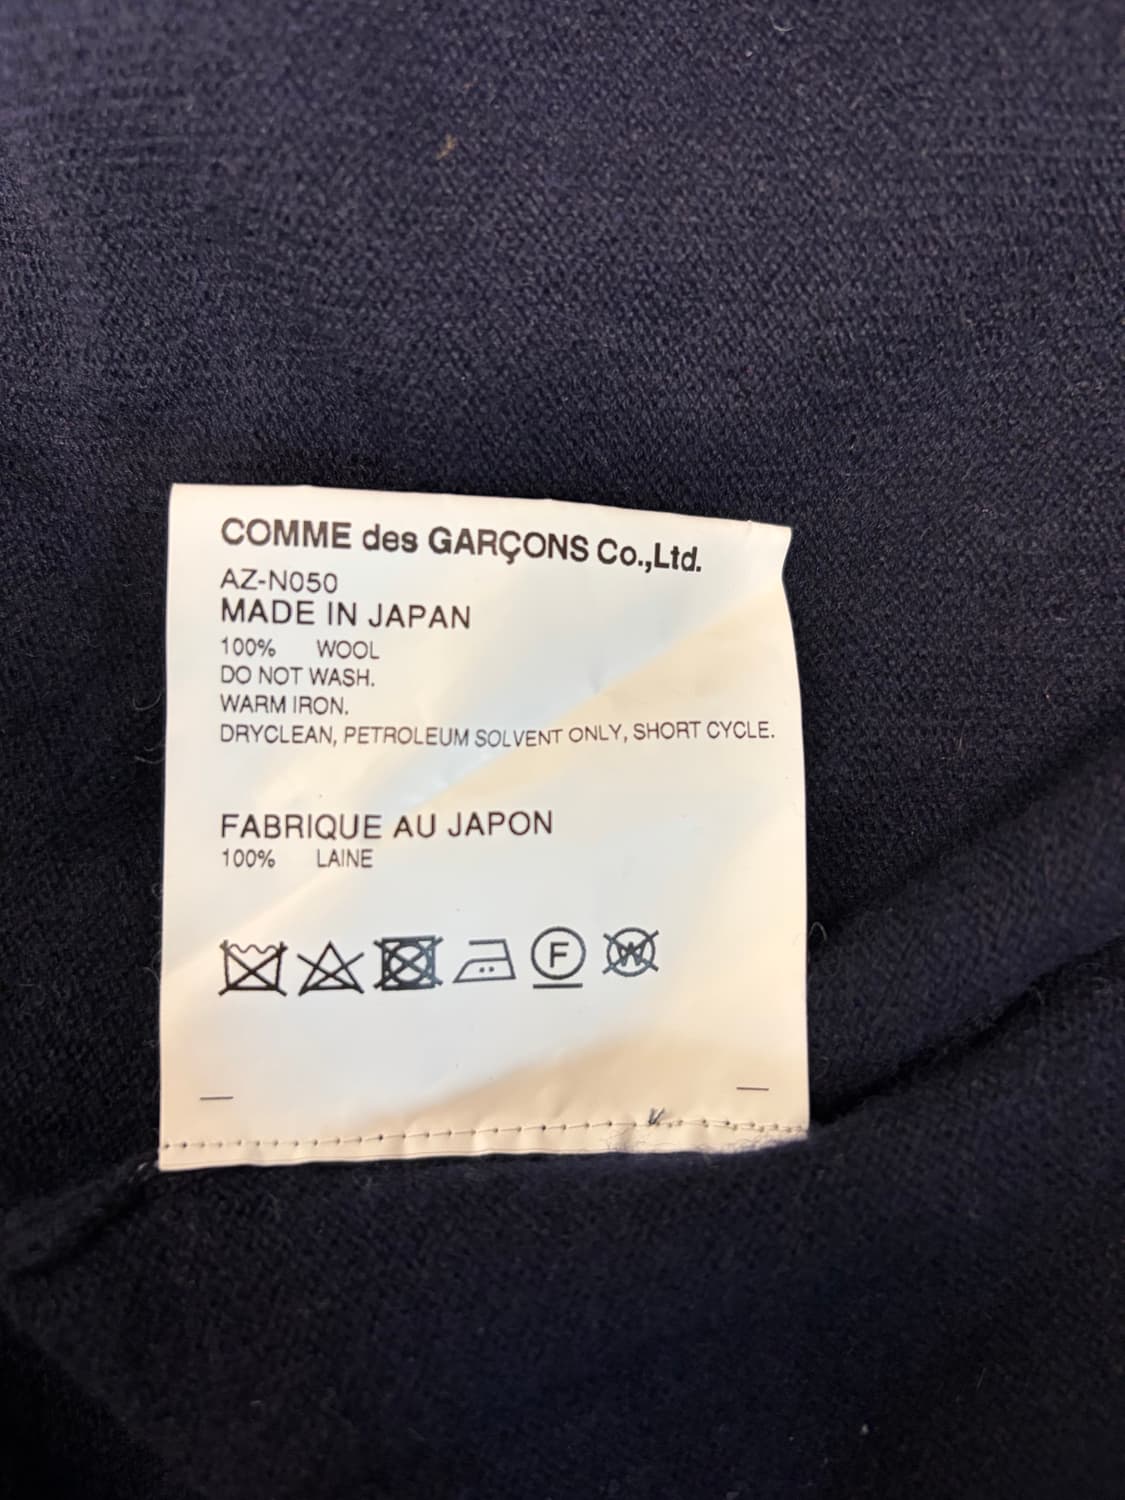 COMME des GARÇONS Co.,Ltd.
AZ-N050
MADE IN JAPAN
100% WOOL
DO NOT WASH.
WARM IRON.
DRYCLEAN, PETROLEUM SOLVENT ONLY, SHORT CYCLE.
FABRIQUE AU JAPON
100% LAINE
F W